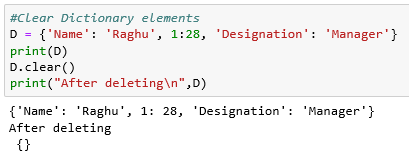 #Clear Dictionary elements
D = {'Name': 'Raghu', 1:28, 'Designation': 'Manager'}
print(D)
D.clear()
print("After deleting\n",D)
{'Name': 'Raghu', 1: 28, 'Designation': 'Manager'}
After deleting
 {}